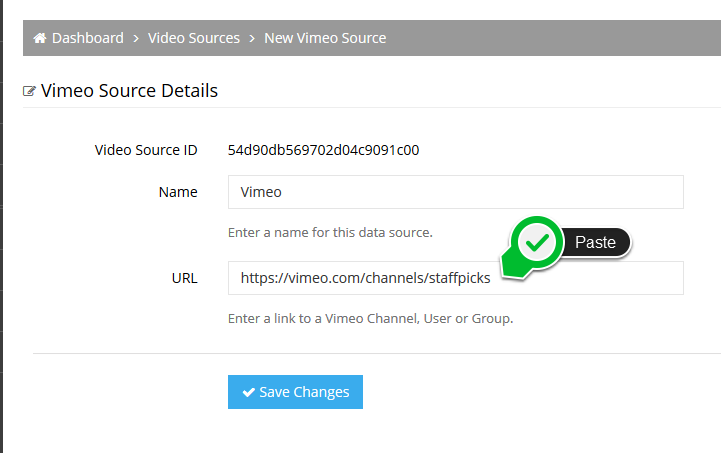 Dashboard > Video Sources > New Vimeo Source
Vimeo Source Details
Video Source ID 54d90db569702d04c9091c00
Name Vimeo
Enter a name for this data source.
Paste
URL https://vimeo.com/channels/staffpicks
Enter a link to a Vimeo Channel, User or Group.
Save Changes